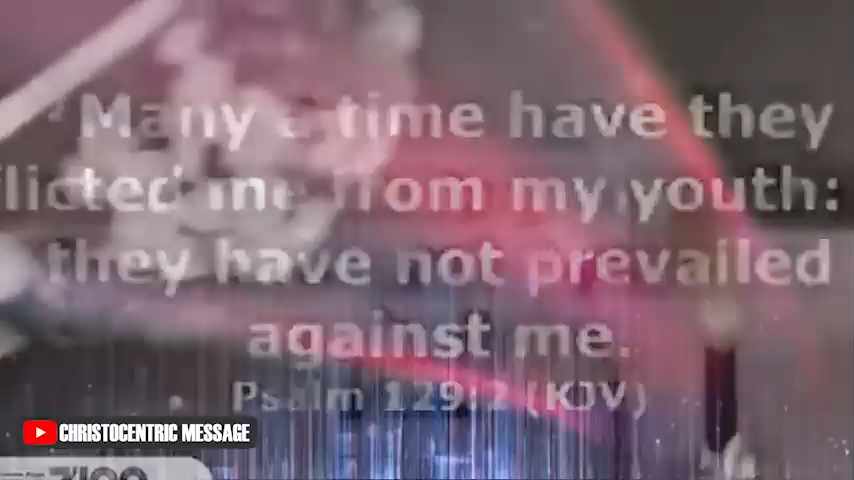 Many a time have they
flicted me from my youth:
they have not prevailed
against me.
Psalm 129:2 (KJV)
CHRISTOCENTRIC MESSAGE